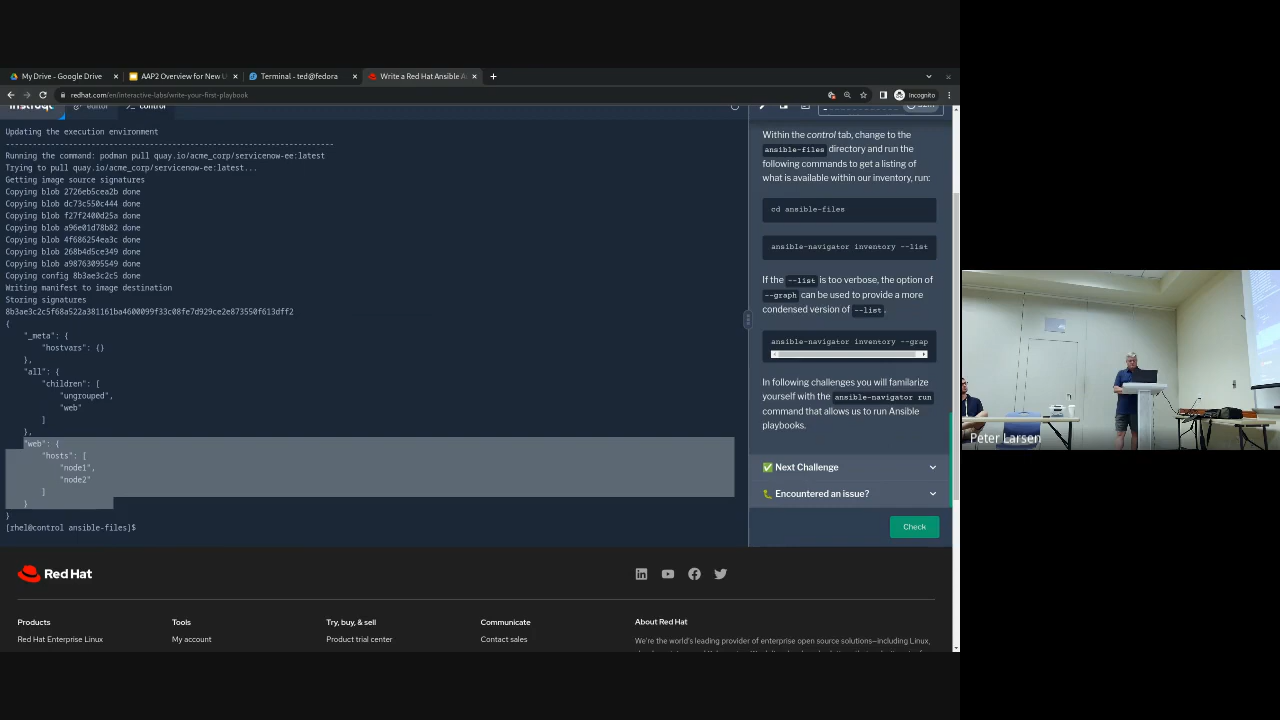 My Drive - Google Drive
AAP2 Overview for New U
Terminal - ted@fedora
Write a Red Hat Ansible A
redhat.com/en/interactive-labs/write-your-first-playbook
Incognito
instruqt
editor
control
Updating the execution environment
Running the command: podman pull quay.io/acme_corp/servicenow-ee:latest
Trying to pull quay.io/acme_corp/servicenow-ee:latest...
Getting image source signatures
Copying blob 2726eb5cea2b done
Copying blob dc73c550c444 done
Copying blob f27f2400d25a done
Copying blob a96e01d78b82 done
Copying blob 4f686254ea3c done
Copying blob 268b4d5ce349 done
Copying blob a98763095549 done
Copying config 8b3ae3c2c5 done
Writing manifest to image destination
Storing signatures
8b3ae3c2c5f68a522a381161ba4600099f33c08fe7d929ce2e873550f613dff2
{
"_meta": {
"hostvars": {}
},
"all": {
"children": [
"ungrouped",
"web"
]
},
"web": {
"hosts": [
"node1",
"node2"
]
}
}
[rhel@control ansible-files]$
Within the control tab, change to the
ansible-files directory and run the
following commands to get a listing of
what is available within our inventory, run:
cd ansible-files
ansible-navigator inventory --list
If the --list is too verbose, the option of
--graph can be used to provide a more
condensed version of --list.
ansible-navigator inventory --grap
In following challenges you will familarize
yourself with the ansible-navigator run
command that allows us to run Ansible
playbooks.
✅ Next Challenge
🐛 Encountered an issue?
Check
Red Hat
Products
Tools
Try, buy, & sell
Communicate
About Red Hat
Red Hat Enterprise Linux
My account
Product trial center
Contact sales
We're the world's leading provider of enterprise open source solutions—including Linux,
Peter Larsen